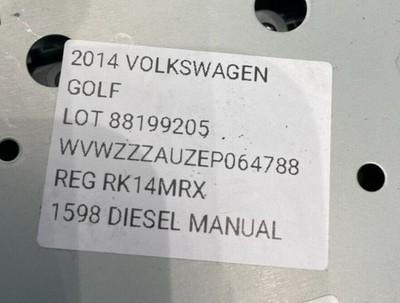 2014 VOLKSWAGEN
GOLF
LOT 88199205
WVWZZZAUZEP064788
REG RK14MRX
1598 DIESEL MANUAL